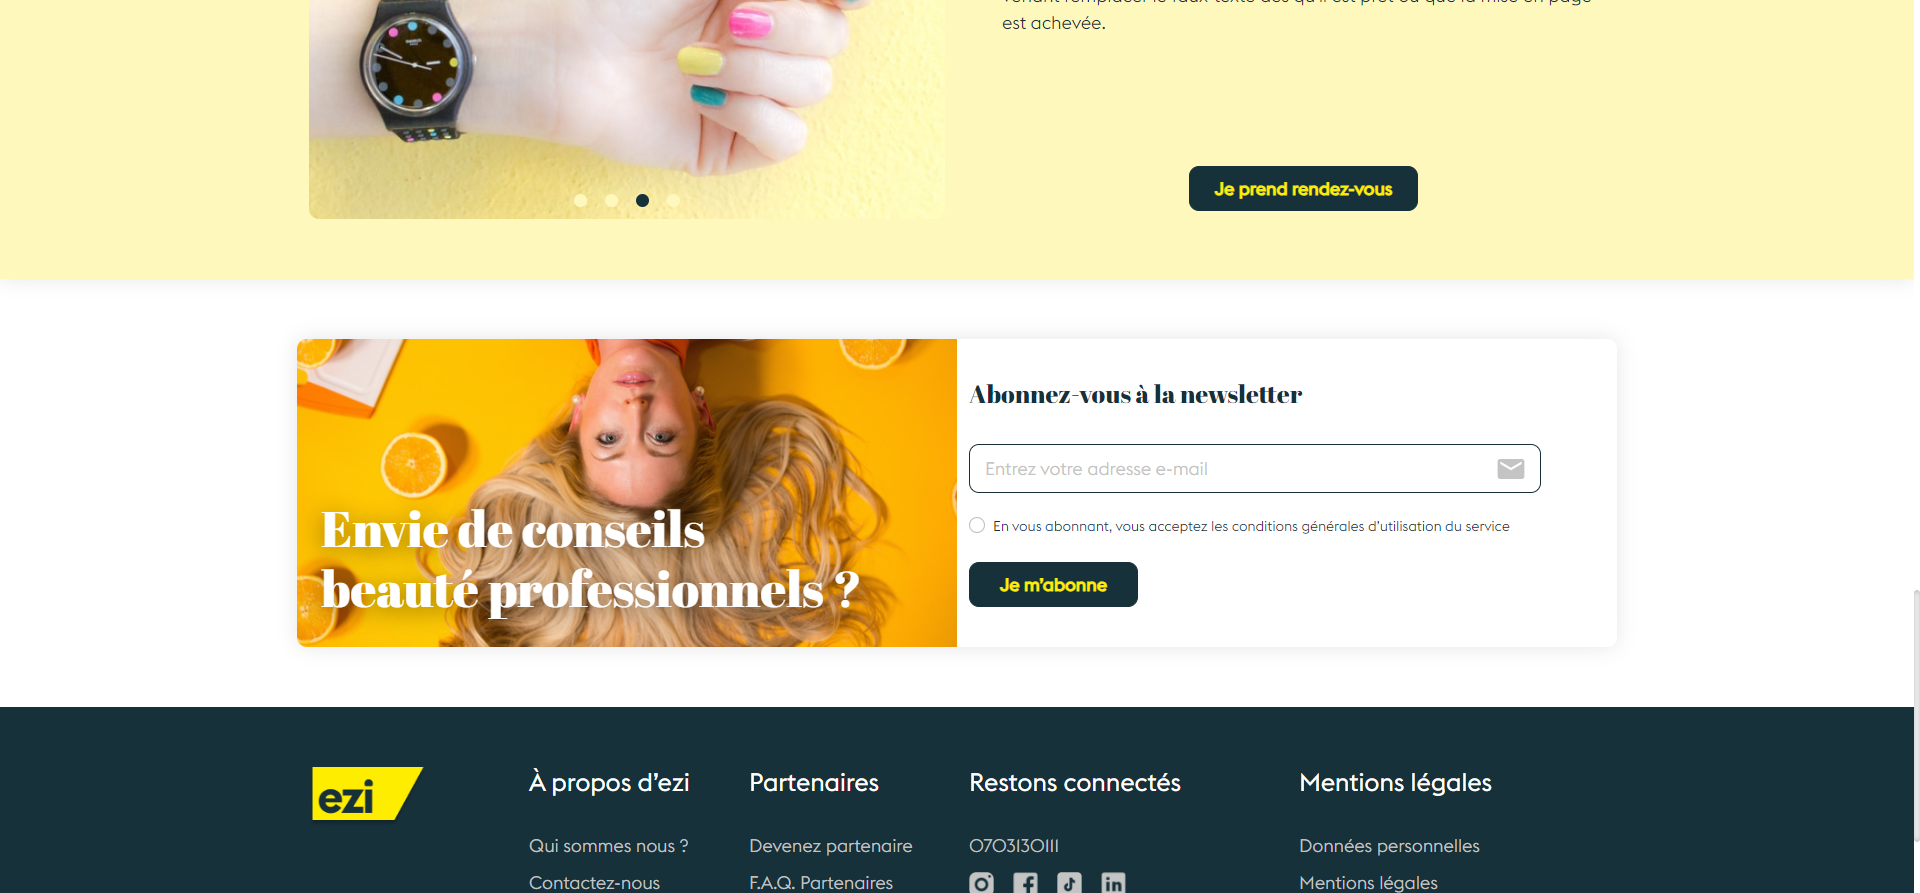 est achevée.
Je prend rendez-vous
Abonnez-vous à la newsletter
Entrez votre adresse e-mail
En vous abonnant, vous acceptez les conditions générales d'utilisation du service
Je m'abonne
Envie de conseils
beauté professionnels ?
ezi
À propos d'ezi
Qui sommes nous ?
Contactez-nous
Partenaires
Devenez partenaire
F.A.Q. Partenaires
Restons connectés
0703130111
Mentions légales
Données personnelles
Mentions légales